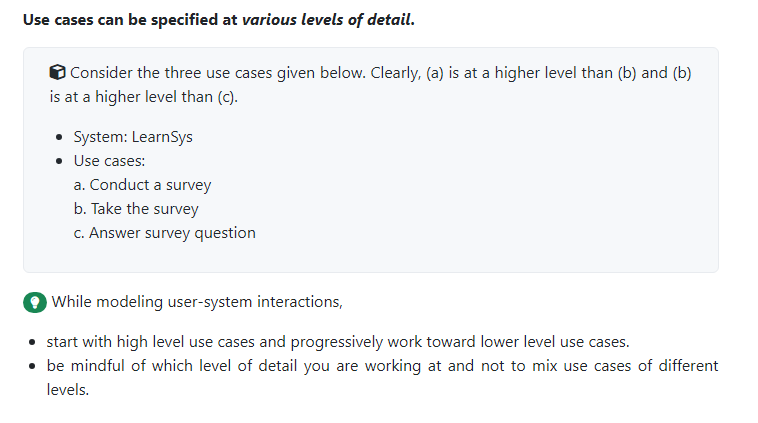 Use cases can be specified at various levels of detail.
Consider the three use cases given below. Clearly, (a) is at a higher level than (b) and (b)
is at a higher level than (c).
• System: LearnSys
• Use cases:
a. Conduct a survey
b. Take the survey
c. Answer survey question
While modeling user-system interactions,
• start with high level use cases and progressively work toward lower level use cases.
• be mindful of which level of detail you are working at and not to mix use cases of different
levels.